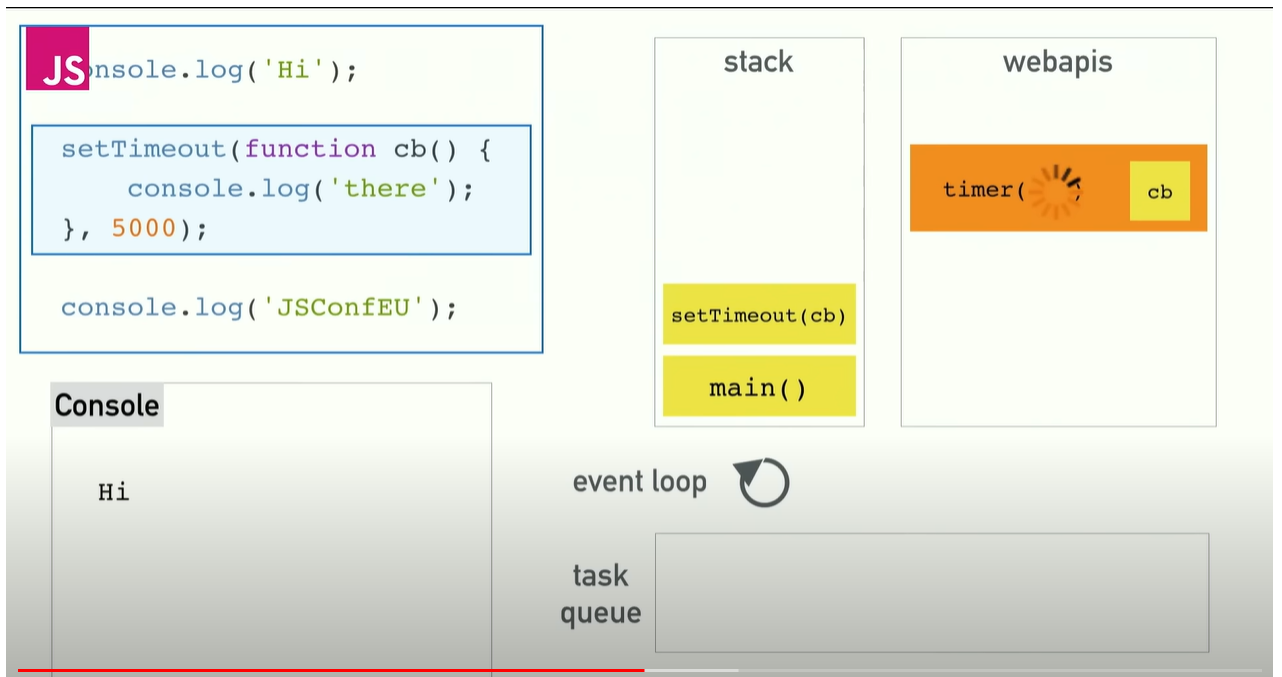 JS
nsole.log('Hi');
setTimeout(function cb() {
console.log('there');
}, 5000);
console.log('JSConfEU');
Console
Hi
stack
setTimeout(cb)
main()
webapis
timer(
cb
event loop
task
queue